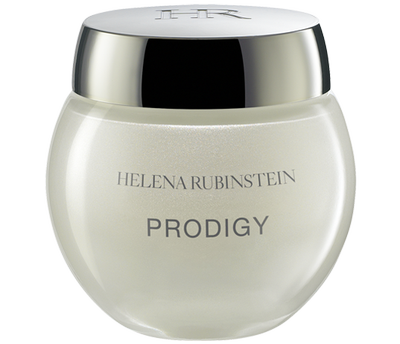 HR
HELENA RUBINSTEIN
PRODIGY